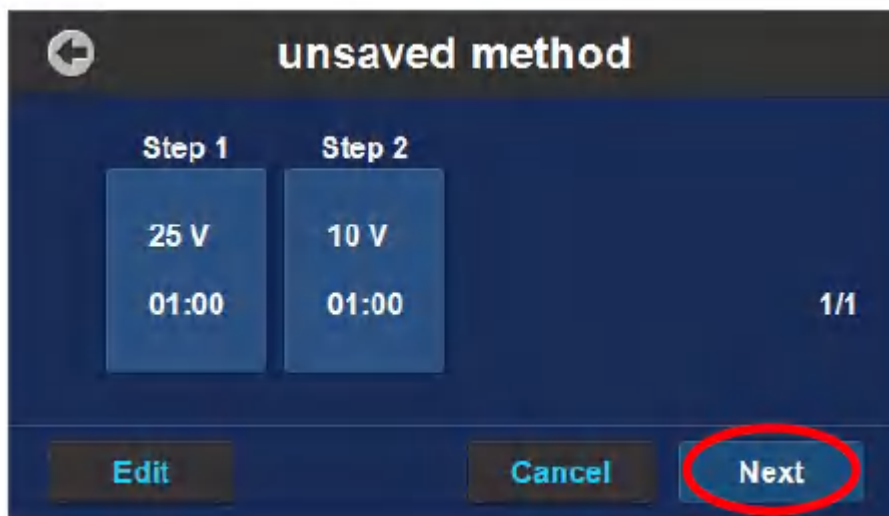 unsaved method
Step 1 Step 2
25 V 10 V
01:00 01:00 1/1
Edit Cancel Next